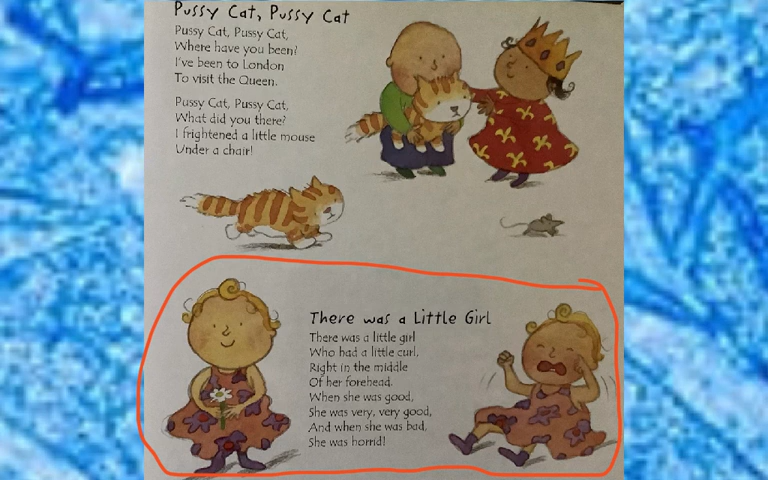 Pussy Cat, Pussy Cat
Pussy Cat, Pussy Cat,
Where have you been?
I've been to London
To visit the Queen.
Pussy Cat, Pussy Cat,
What did you there?
I frightened a little mouse
Under a chair!
There was a Little Girl
There was a little girl
Who had a little curl,
Right in the middle
Of her forehead.
When she was good,
She was very, very good,
And when she was bad,
She was horrid!